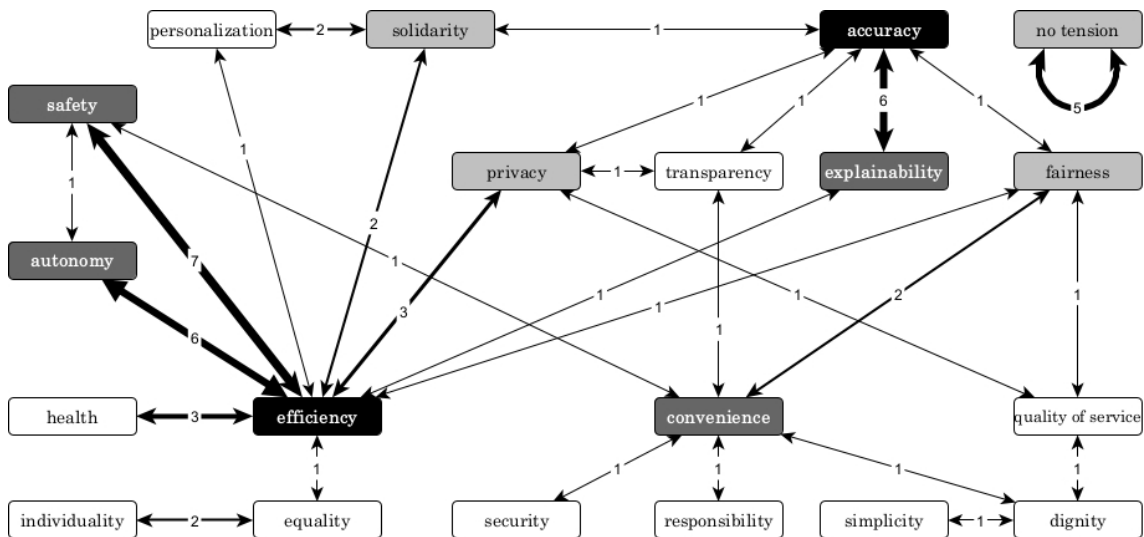 personalization
2
solidarity
1
accuracy
no tension
5
safety
1
1
1
6
1
1
privacy
1
transparency
explainability
fairness
1
2
autonomy
7
1
1
1
2
3
1
1
6
1
health
3
efficiency
convenience
quality of service
1
1
1
1
1
individuality
2
equality
security
responsibility
simplicity
1
dignity